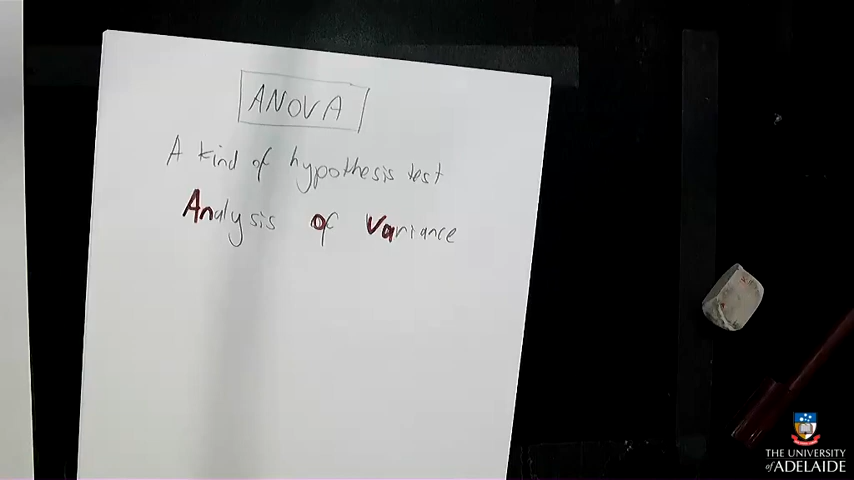 ANOVA
A kind of hypothesis test
Analysis of Variance
THE UNIVERSITY
of ADELAIDE